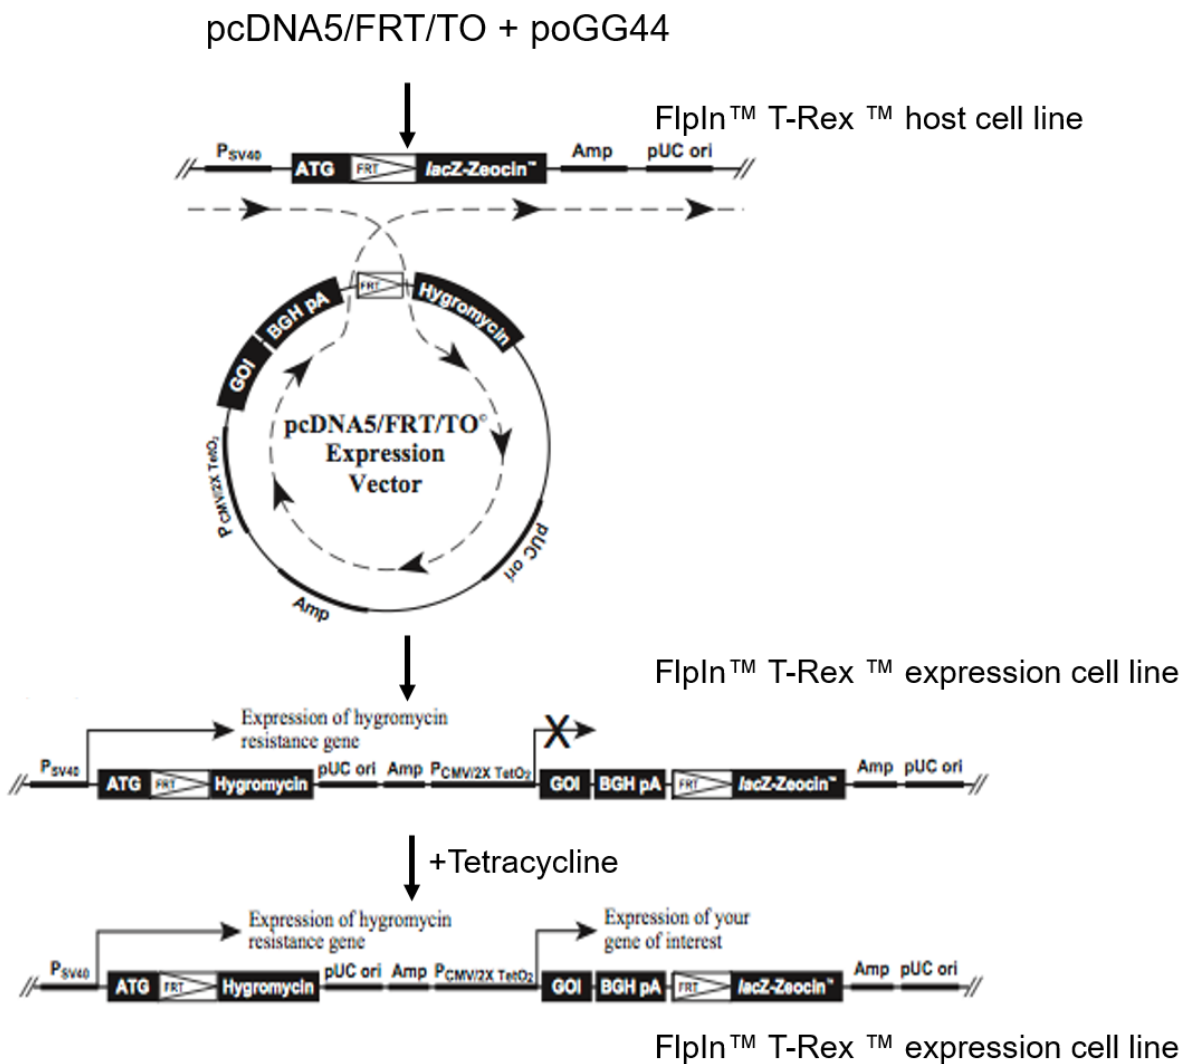 pcDNA5/FRT/TO + poGG44
FlpIn™ T-Rex ™ host cell line
PSV40 ATG FRT lacZ-Zeocin™ Amp pUC ori
FRT
BGH pA
Hygromycin
GOI
pcDNA5/FRT/TO©
Expression
Vector
PCMV/2X TetO2
pUC ori
Amp
FlpIn™ T-Rex ™ expression cell line
Expression of hygromycin
resistance gene
X
PSV40 ATG FRT Hygromycin pUC ori Amp PCMV/2X TetO2 GOI BGH pA FRT lacZ-Zeocin™ Amp pUC ori
+Tetracycline
Expression of hygromycin
resistance gene
Expression of your
gene of interest
PSV40 ATG FRT Hygromycin pUC ori Amp PCMV/2X TetO2 GOI BGH pA FRT lacZ-Zeocin™ Amp pUC ori
FlpIn™ T-Rex ™ expression cell line